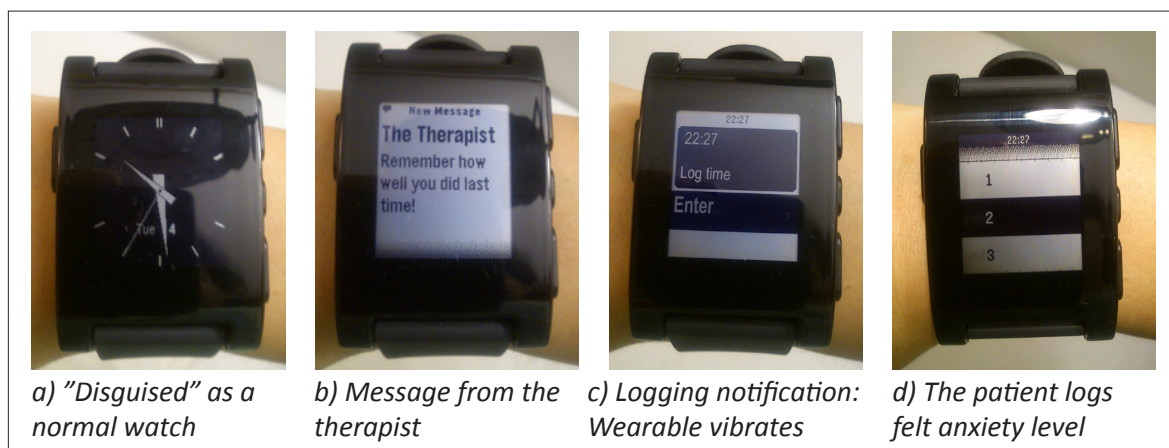 Tue 4
New Message
The Therapist
Remember how
well you did last
time!
22:27
22:27
Log time
Enter
22:27
1
2
3
a) ”Disguised” as a
normal watch
b) Message from the
therapist
c) Logging notification:
Wearable vibrates
d) The patient logs
felt anxiety level